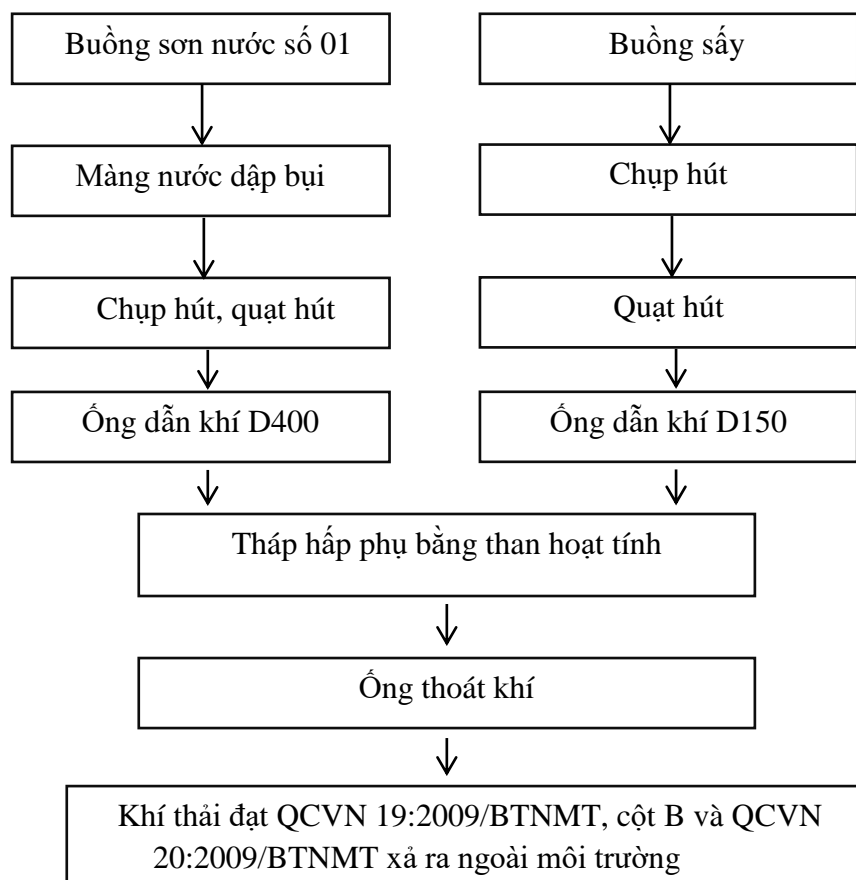 Buồng sơn nước số 01
Buồng sấy
Màng nước dập bụi
Chụp hút
Chụp hút, quạt hút
Quạt hút
Ống dẫn khí D400
Ống dẫn khí D150
Tháp hấp phụ bằng than hoạt tính
Ống thoát khí
Khí thải đạt QCVN 19:2009/BTNMT, cột B và QCVN
20:2009/BTNMT xả ra ngoài môi trường